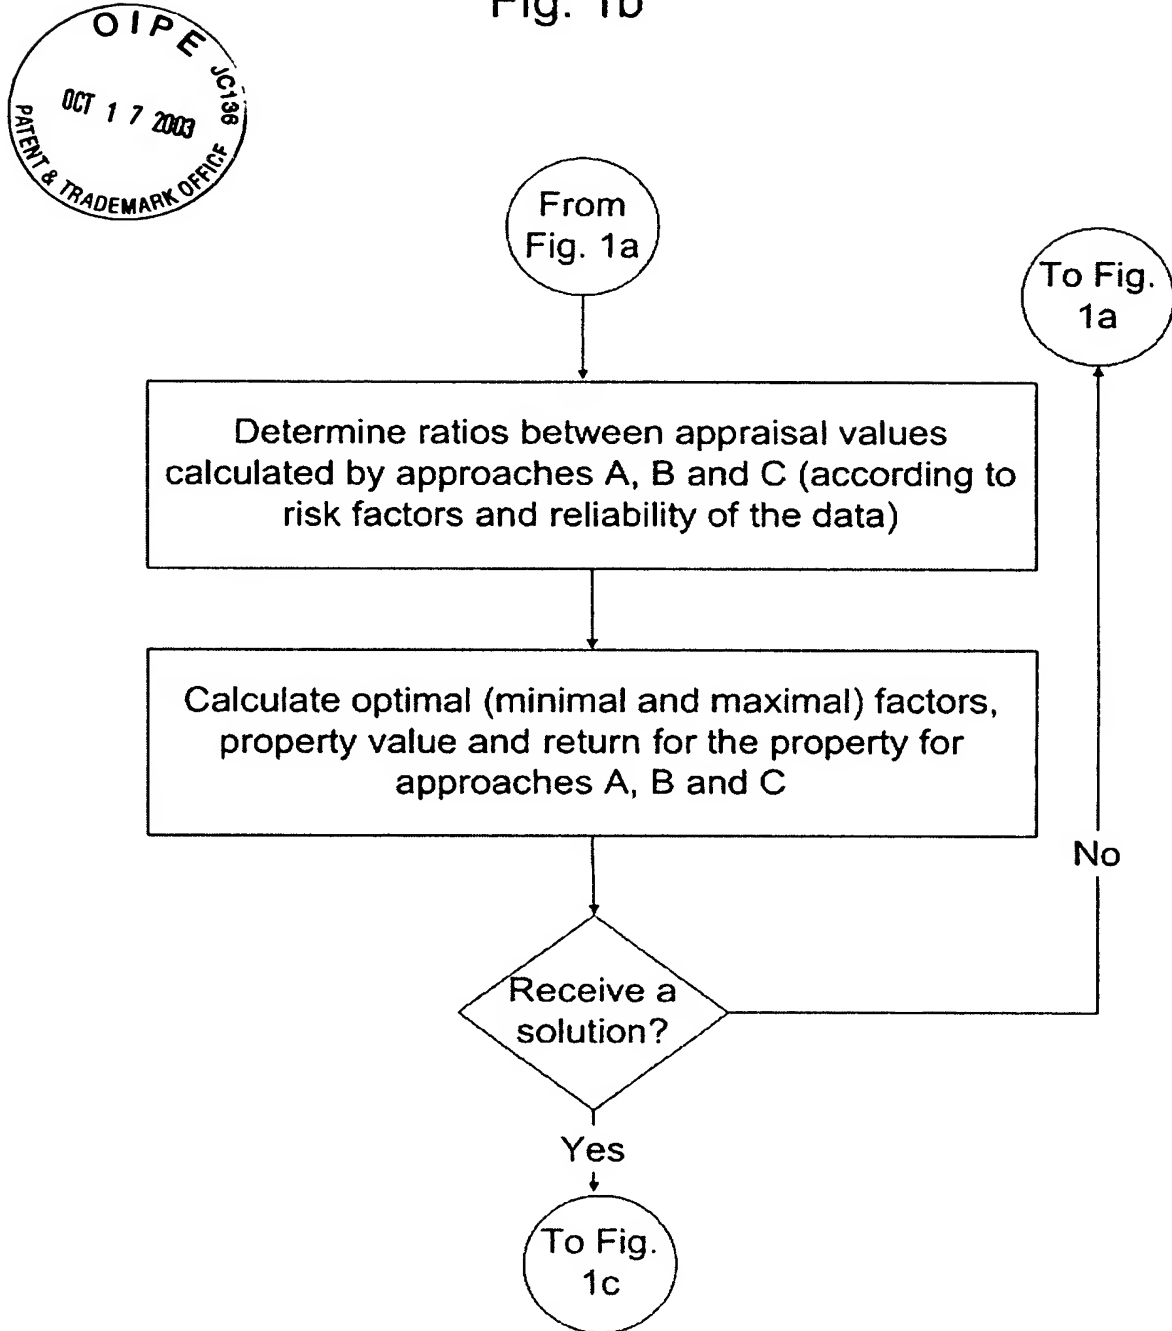 Fig. 1b
OIPE JC136
OCT 17 2003
PATENT & TRADEMARK OFFICE
From
Fig. 1a
To Fig.
1a
Determine ratios between appraisal values
calculated by approaches A, B and C (according to
risk factors and reliability of the data)
Calculate optimal (minimal and maximal) factors,
property value and return for the property for
approaches A, B and C
No
Receive a
solution?
Yes
To Fig.
1c